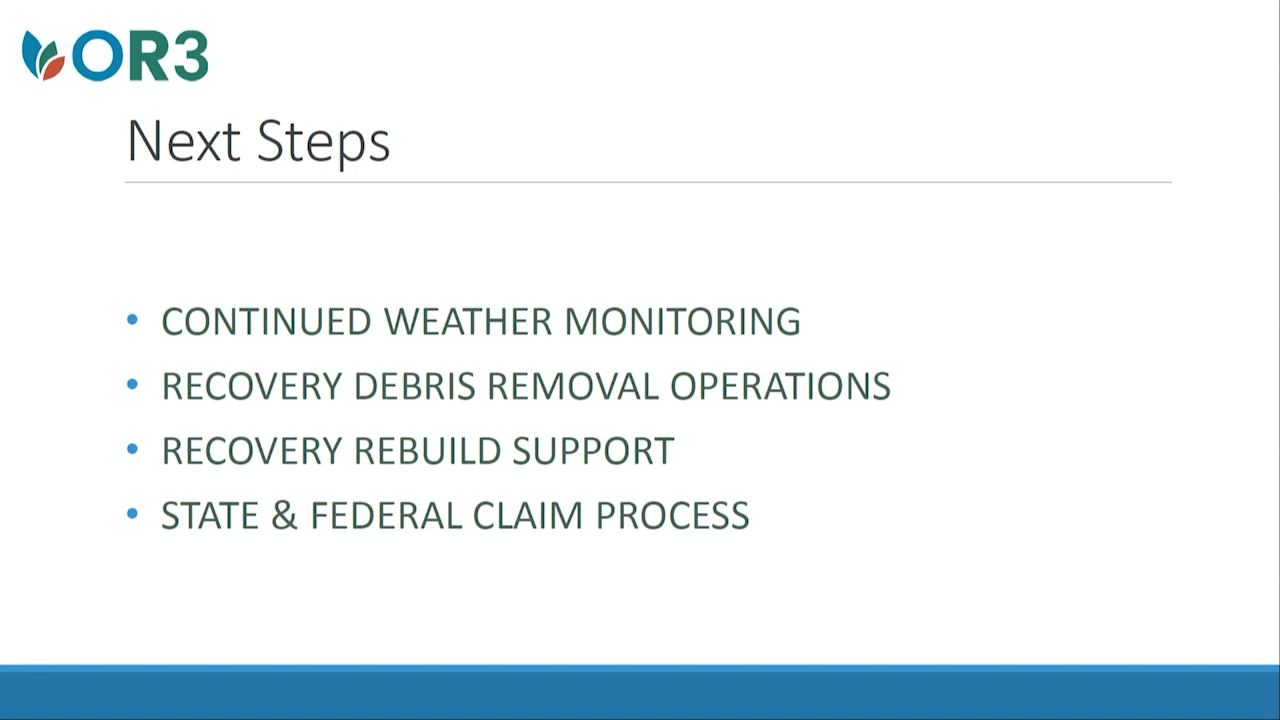 OR3
Next Steps
• CONTINUED WEATHER MONITORING
• RECOVERY DEBRIS REMOVAL OPERATIONS
• RECOVERY REBUILD SUPPORT
• STATE & FEDERAL CLAIM PROCESS